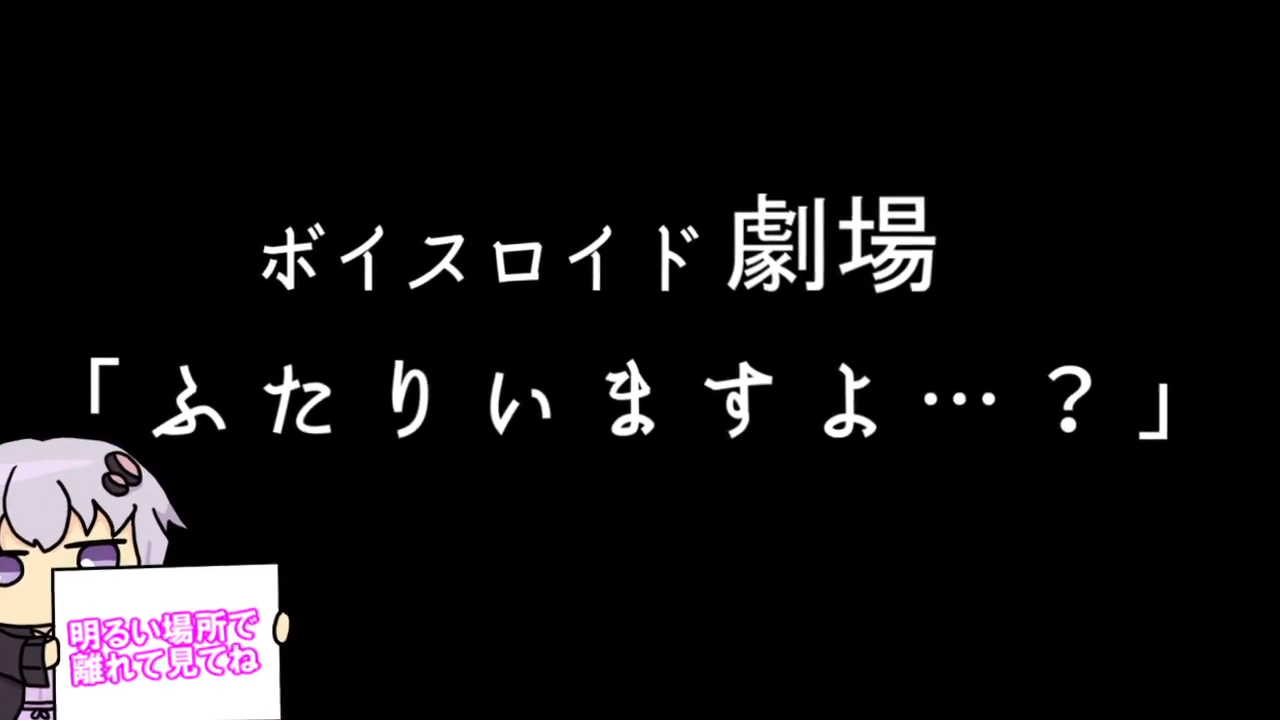 ボイスロイド劇場
「ふたりいますよ…？」
明るい場所で
離れて見てね